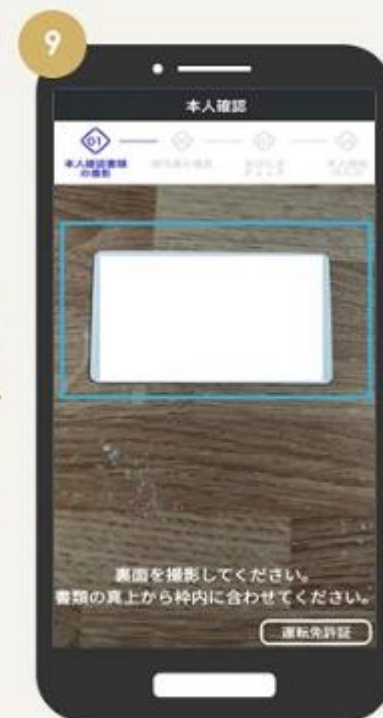 9
本人確認
01
本人確認書類
の撮影
裏面を撮影してください。
書類の真上から枠内に合わせてください。
運転免許証